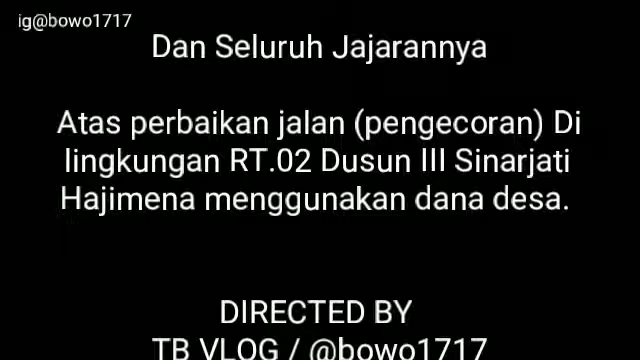 ig@bowo1717
Dan Seluruh Jajarannya
Atas perbaikan jalan (pengecoran) Di
lingkungan RT.02 Dusun III Sinarjati
Hajimena menggunakan dana desa.
DIRECTED BY
TB VLOG / @bowo1717